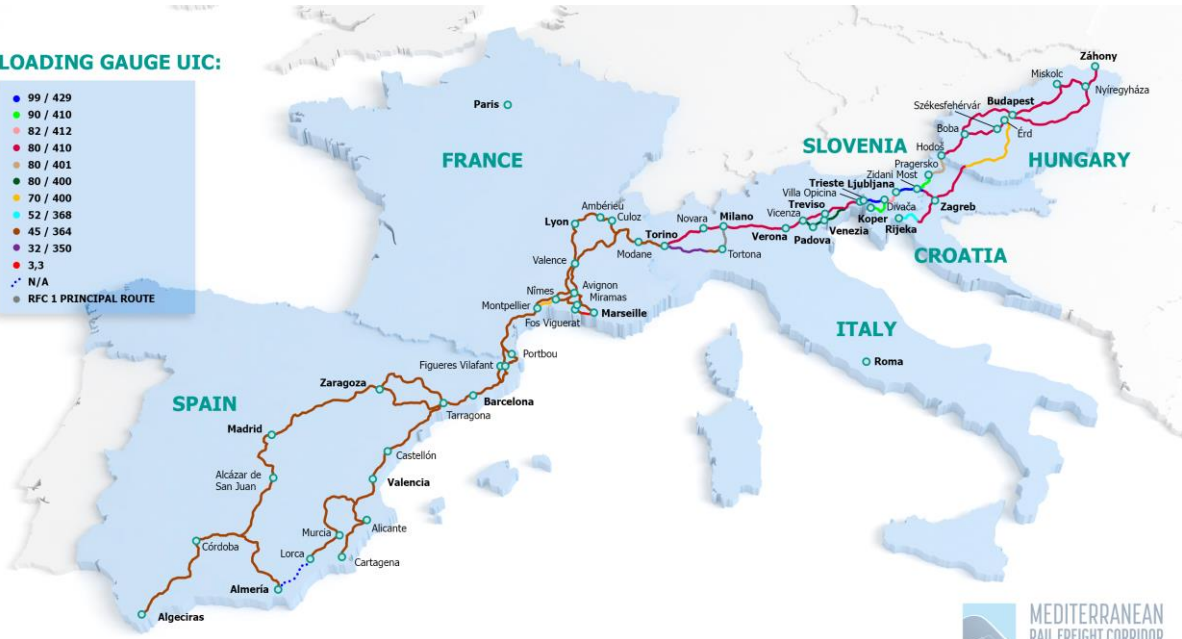 LOADING GAUGE UIC:
99 / 429
90 / 410
82 / 412
80 / 410
80 / 401
80 / 400
70 / 400
52 / 368
45 / 364
32 / 350
3,3
N/A
RFC 1 PRINCIPAL ROUTE
Paris
FRANCE
Lyon
Ambérieu
Culoz
Modane
Valence
Nîmes
Avignon
Miramas
Montpellier
Marseille
Fos Viguerat
Portbou
Figueres Vilafant
SPAIN
Zaragoza
Barcelona
Tarragona
Madrid
Castellón
Alcázar de
San Juan
Valencia
Murcia
Alicante
Córdoba
Lorca
Cartagena
Almería
Algeciras
Torino
Novara
Milano
Tortona
Verona
Vicenza
Treviso
Padova
Venezia
Trieste
Villa Opicina
ITALY
Roma
SLOVENIA
Ljubljana
Zidani Most
Pragersko
Hodoš
Divača
Koper
Rijeka
Zagreb
CROATIA
HUNGARY
Boba
Székesfehérvár
Budapest
Érd
Miskolc
Nyíregyháza
Záhony
MEDITERRANEAN
RAIL FREIGHT CORRIDOR